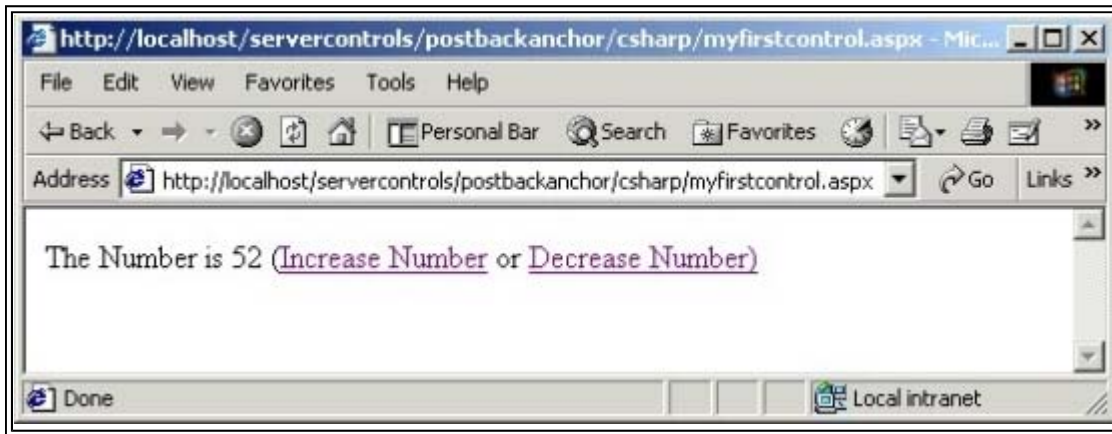 http://localhost/servercontrols/postbackanchor/csharp/myfirstcontrol.aspx - Mic...
File Edit View Favorites Tools Help
Back Personal Bar Search Favorites »
Address http://localhost/servercontrols/postbackanchor/csharp/myfirstcontrol.aspx Go Links »
The Number is 52 (Increase Number or Decrease Number)
Done Local intranet